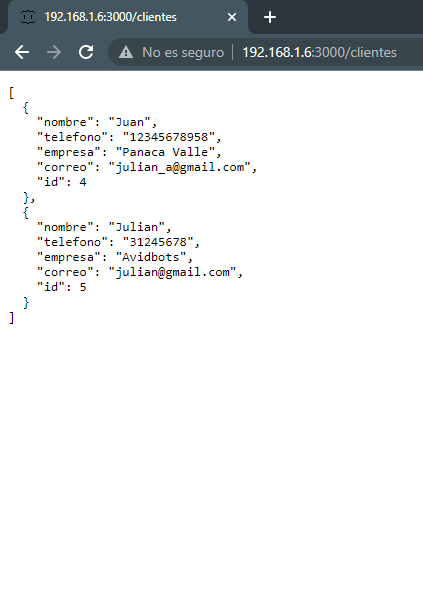 192.168.1.6:3000/clientes
No es seguro 192.168.1.6:3000/clientes
[
  {
    "nombre": "Juan",
    "telefono": "12345678958",
    "empresa": "Panaca Valle",
    "correo": "julian_a@gmail.com",
    "id": 4
  },
  {
    "nombre": "Julian",
    "telefono": "31245678",
    "empresa": "Avidbots",
    "correo": "julian@gmail.com",
    "id": 5
  }
]